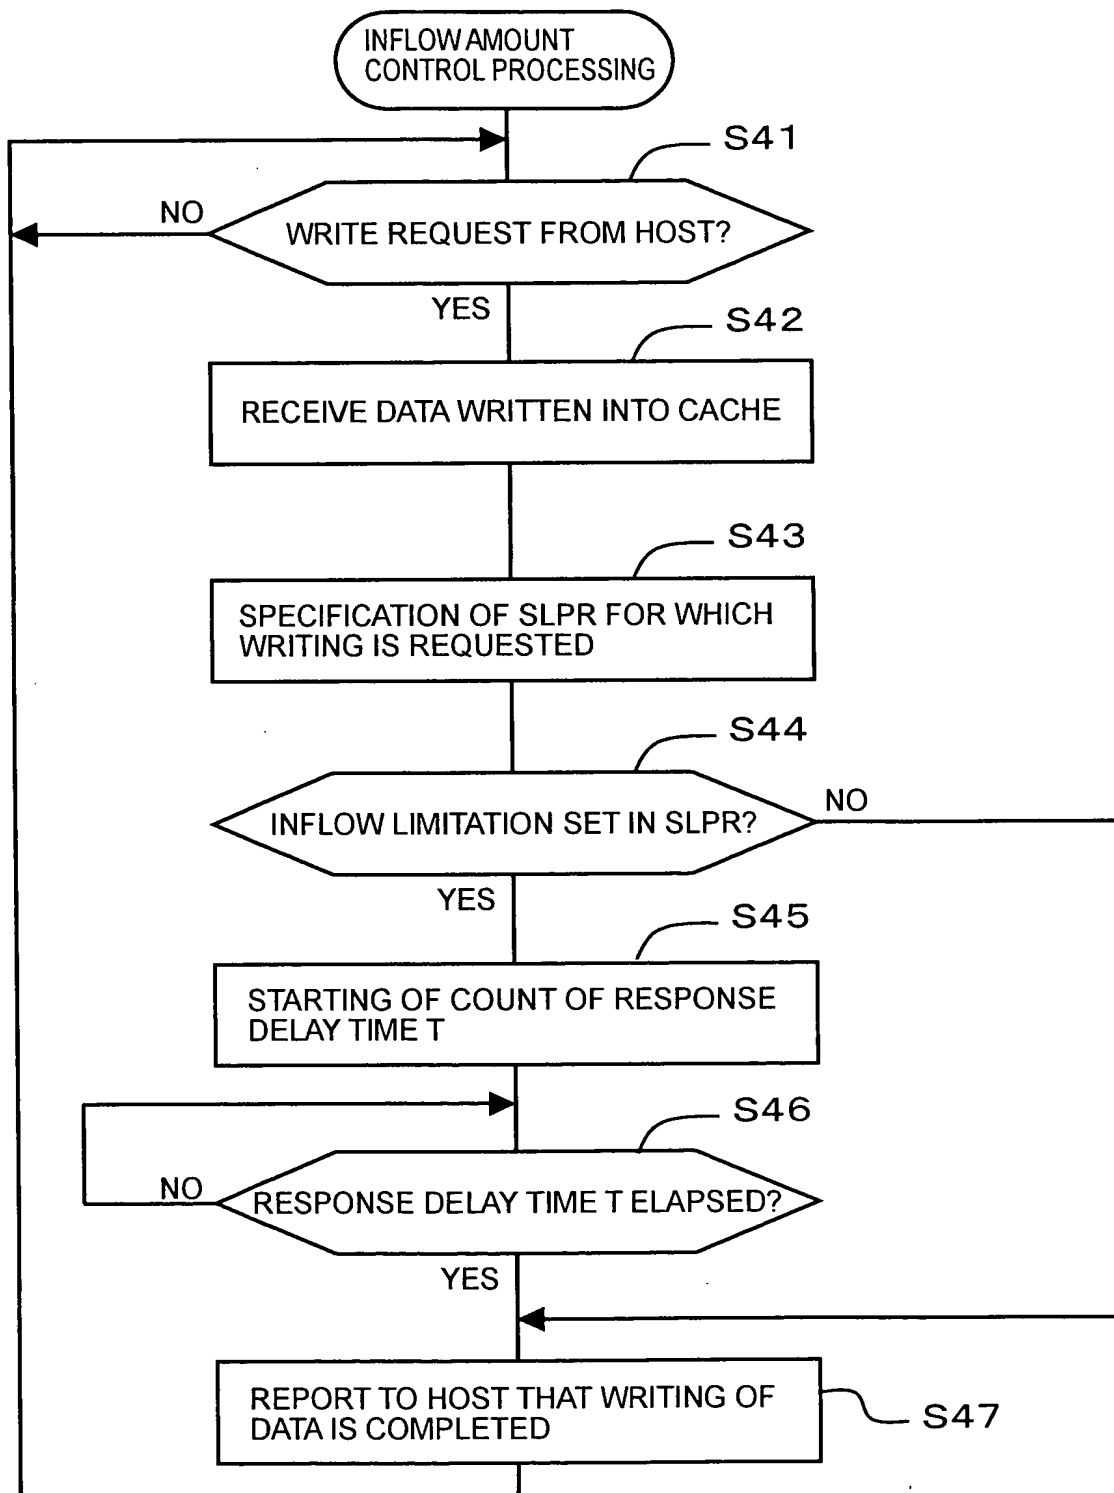 INFLOW AMOUNT
CONTROL PROCESSING
S41
NO
WRITE REQUEST FROM HOST?
YES
S42
RECEIVE DATA WRITTEN INTO CACHE
S43
SPECIFICATION OF SLPR FOR WHICH
WRITING IS REQUESTED
S44
NO
INFLOW LIMITATION SET IN SLPR?
YES
S45
STARTING OF COUNT OF RESPONSE
DELAY TIME T
S46
NO
RESPONSE DELAY TIME T ELAPSED?
YES
REPORT TO HOST THAT WRITING OF
DATA IS COMPLETED
S47